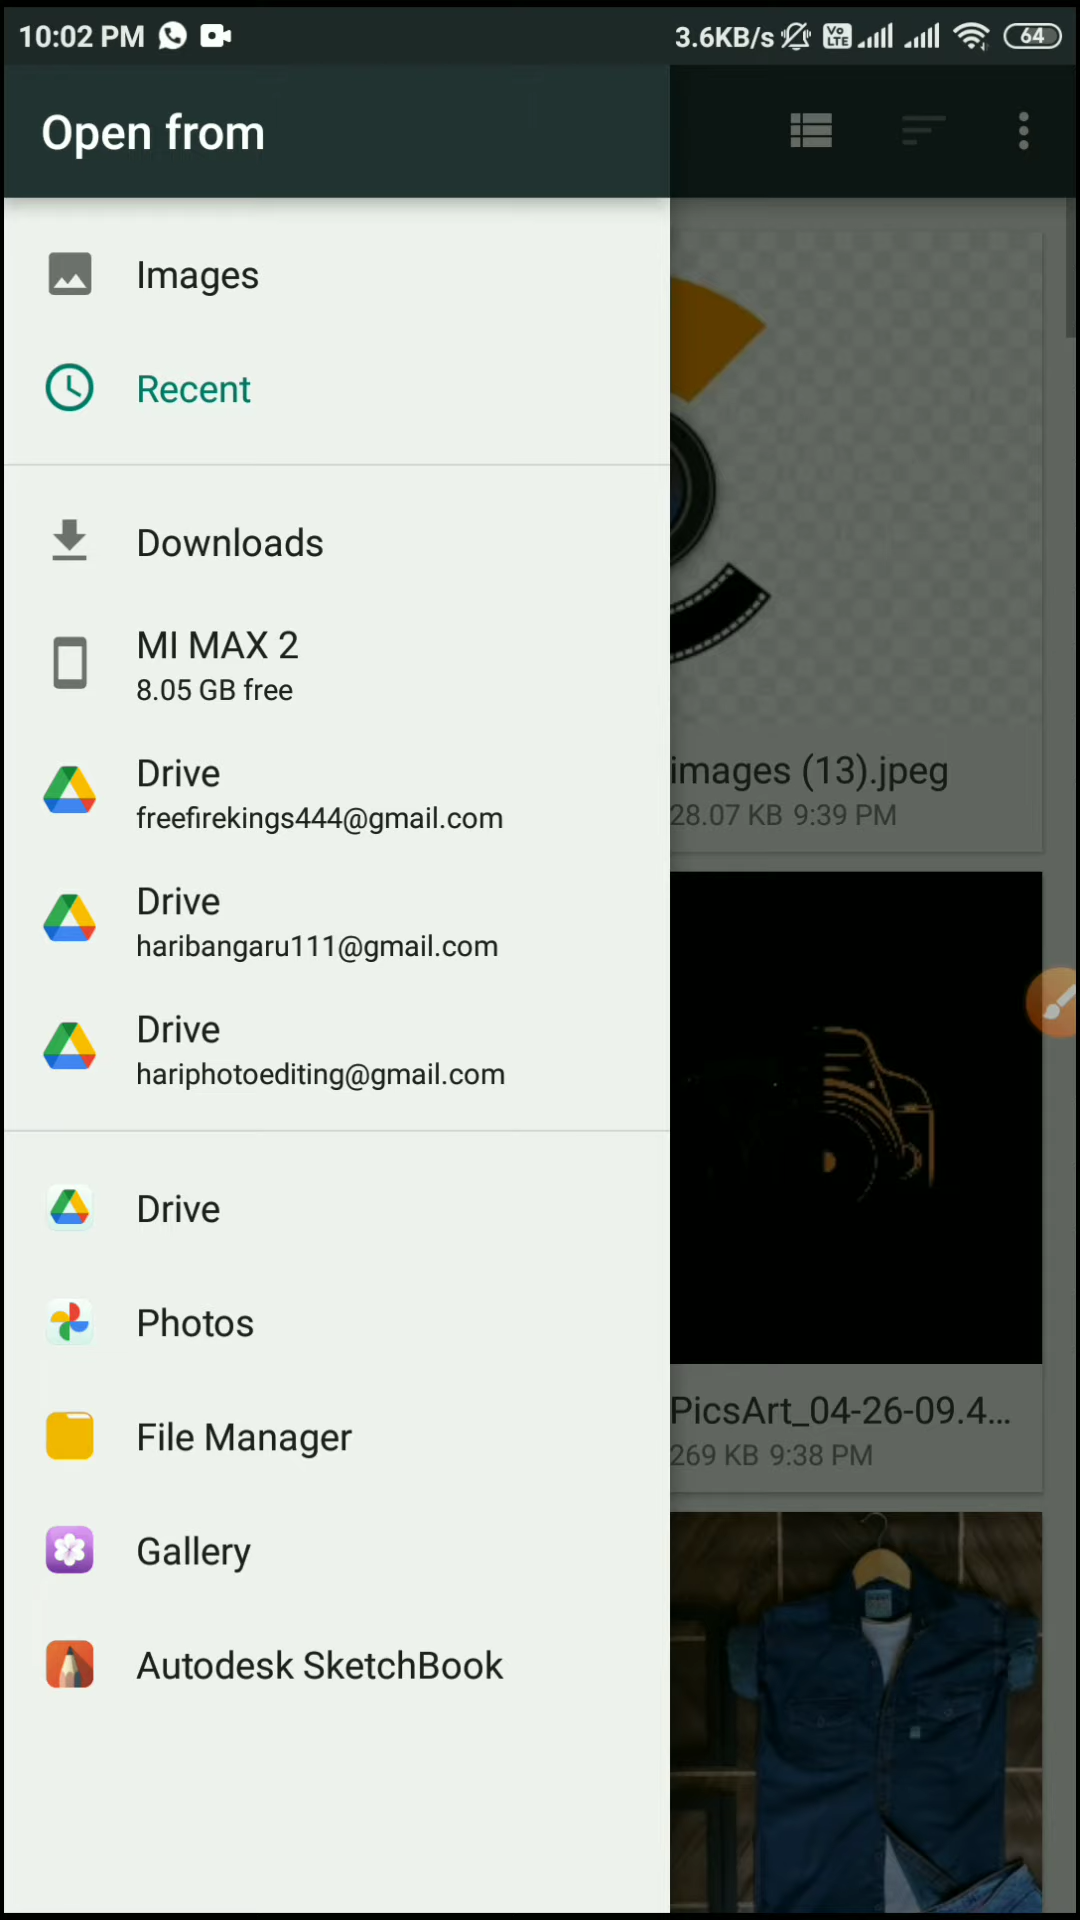 10:02 PM
3.6KB/s
Vo
LTE
64
Open from
Images
Recent
Downloads
MI MAX 2
8.05 GB free
Drive
freefirekings444@gmail.com
Drive
haribangaru111@gmail.com
Drive
hariphotoediting@gmail.com
Drive
Photos
File Manager
Gallery
Autodesk SketchBook
images (13).jpeg
28.07 KB 9:39 PM
PicsArt_04-26-09.4...
269 KB 9:38 PM